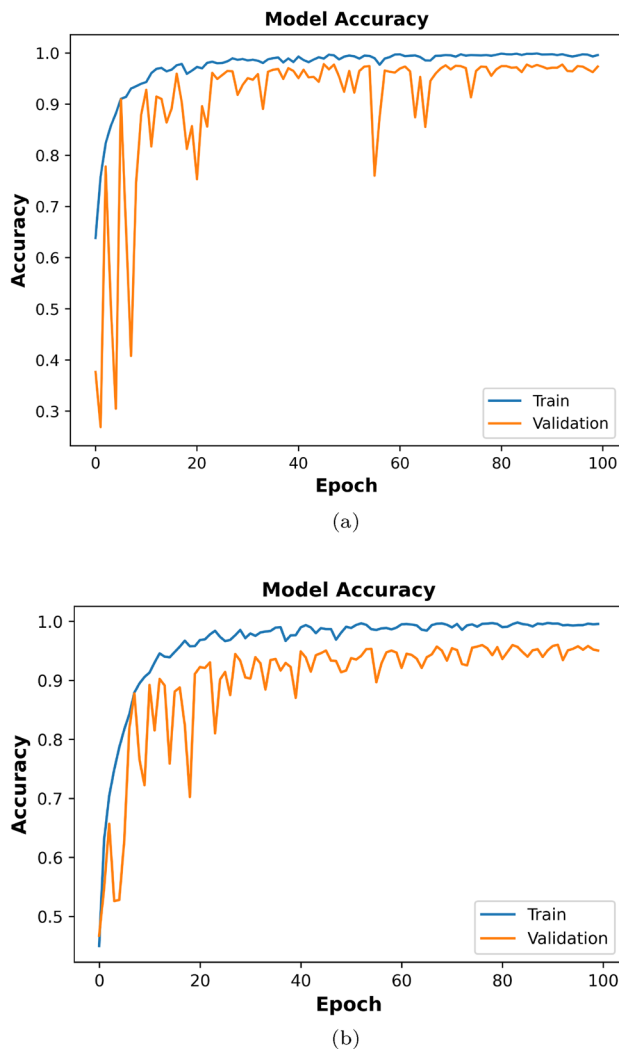 Model Accuracy
1.0
0.9
0.8
0.7
0.6
0.5
0.4
0.3
Accuracy
Train
Validation
0 20 40 60 80 100
Epoch
(a)
Model Accuracy
1.0
0.9
0.8
0.7
0.6
0.5
Accuracy
Train
Validation
0 20 40 60 80 100
Epoch
(b)